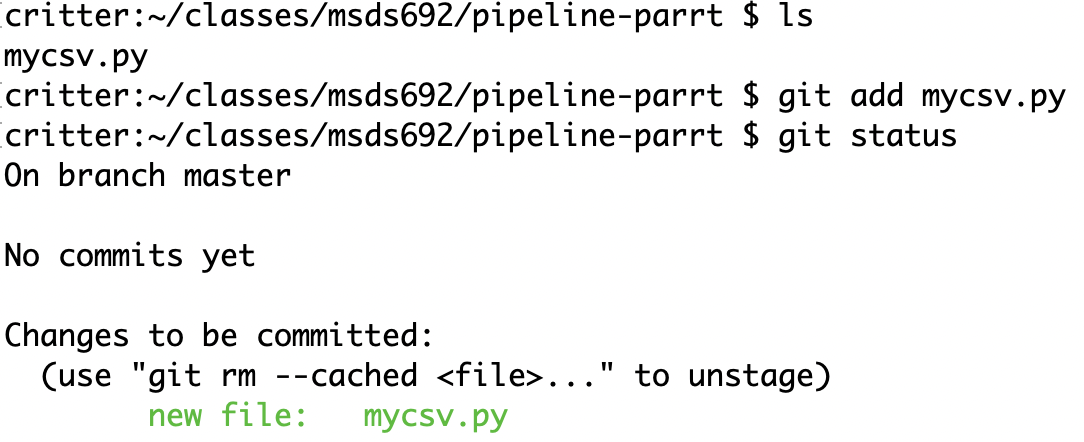 [critter:~/classes/msds692/pipeline-parrt $ ls
mycsv.py
[critter:~/classes/msds692/pipeline-parrt $ git add mycsv.py
[critter:~/classes/msds692/pipeline-parrt $ git status
On branch master

No commits yet

Changes to be committed:
  (use "git rm --cached <file>..." to unstage)
        new file:   mycsv.py